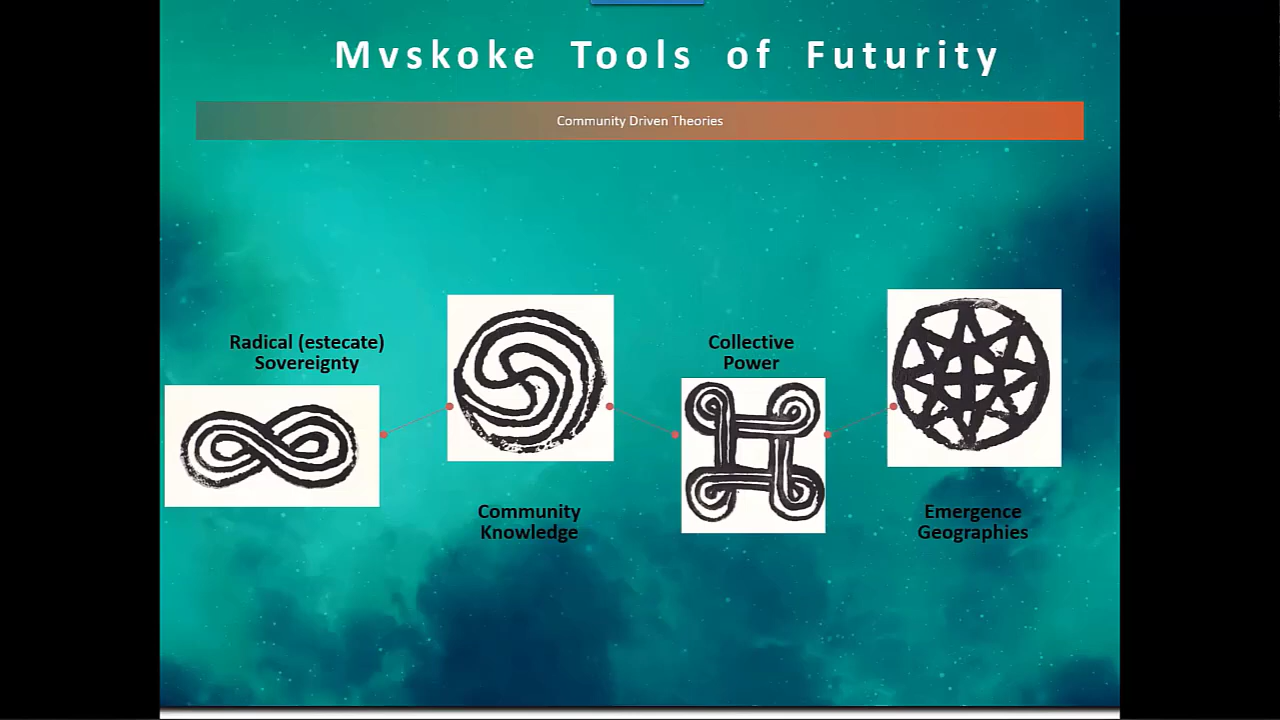 Mvskoke Tools of Futurity
Community Driven Theories
Radical (estecate)
Sovereignty
Community
Knowledge
Collective
Power
Emergence
Geographies